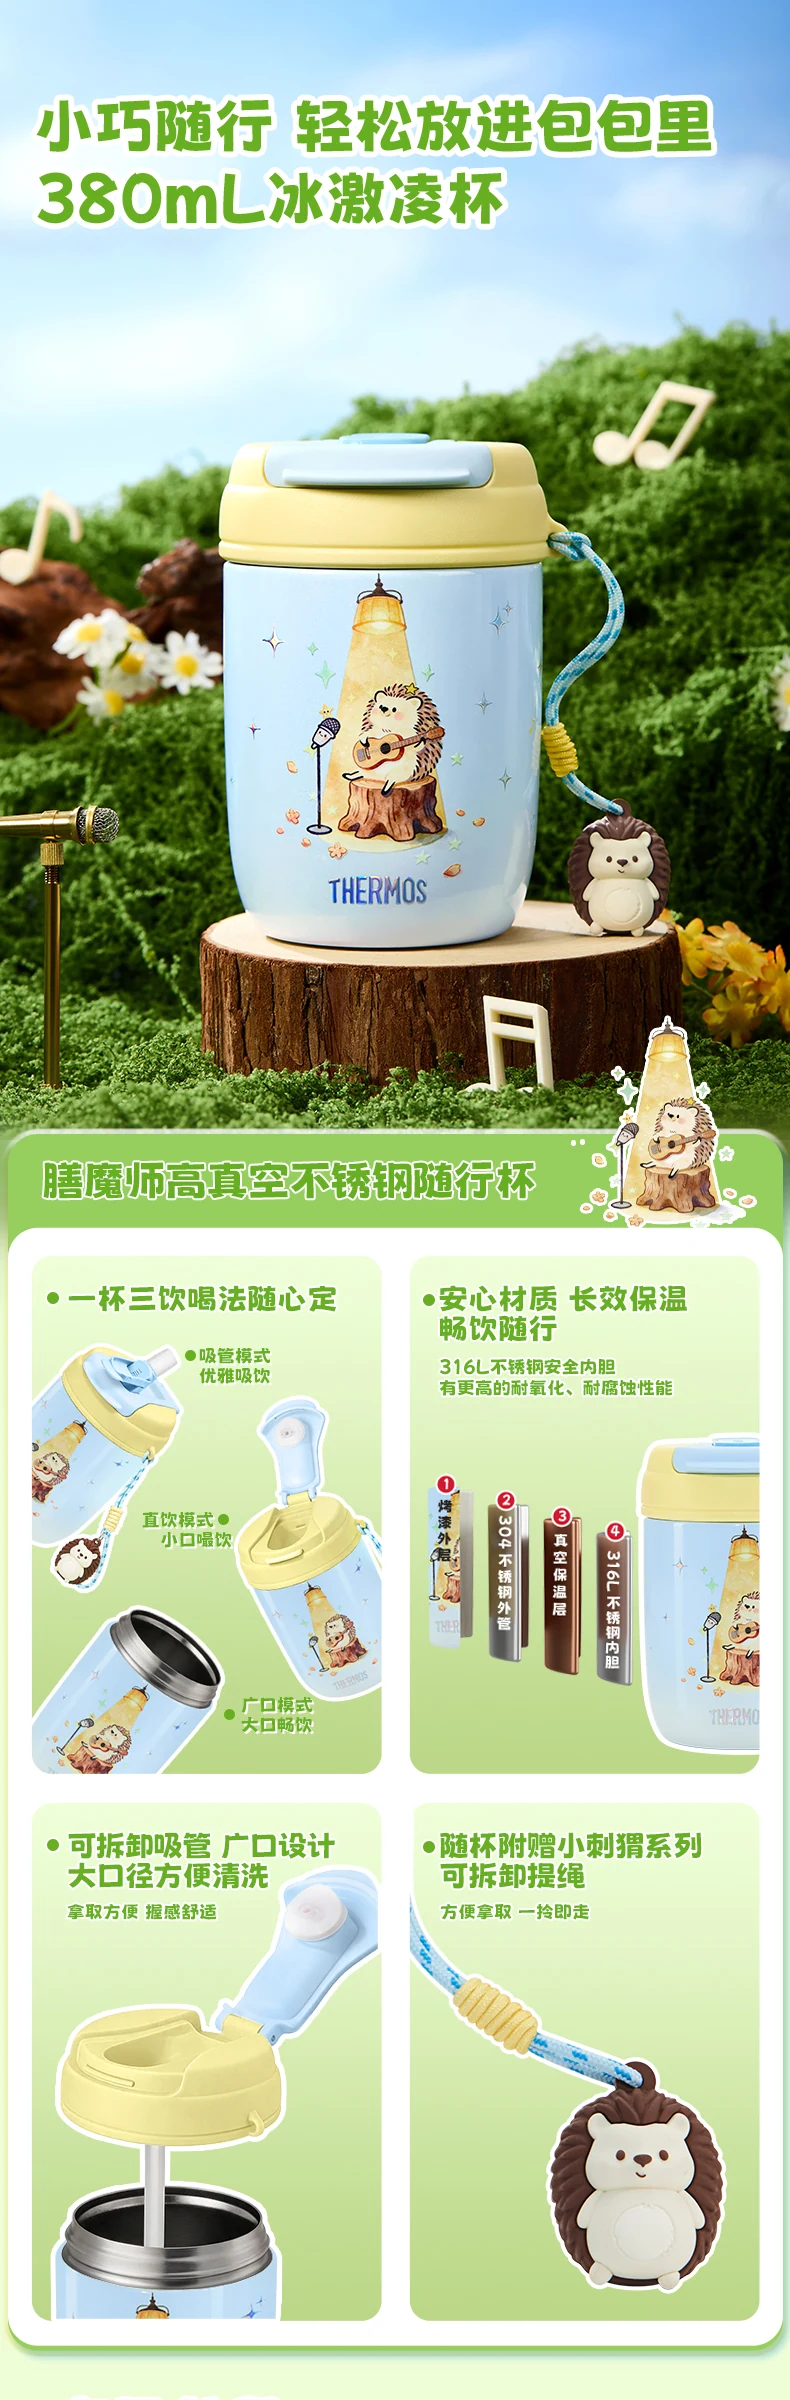 小巧随行 轻松放进包包里
380mL冰激凌杯
THERMOS
膳魔师高真空不锈钢随行杯
一杯三饮喝法随心定
吸管模式
优雅吸饮
直饮模式
小口嘬饮
THERMOS
广口模式
大口畅饮
安心材质 长效保温
畅饮随行
316L不锈钢安全内胆
有更高的耐氧化、耐腐蚀性能
1
烤漆外层
2
304不锈钢外管
3
真空保温层
4
316L不锈钢内胆
THER
THERMO
可拆卸吸管 广口设计
大口径方便清洗
拿取方便 握感舒适
随杯附赠小刺猬系列
可拆卸提绳
方便拿取 一拎即走